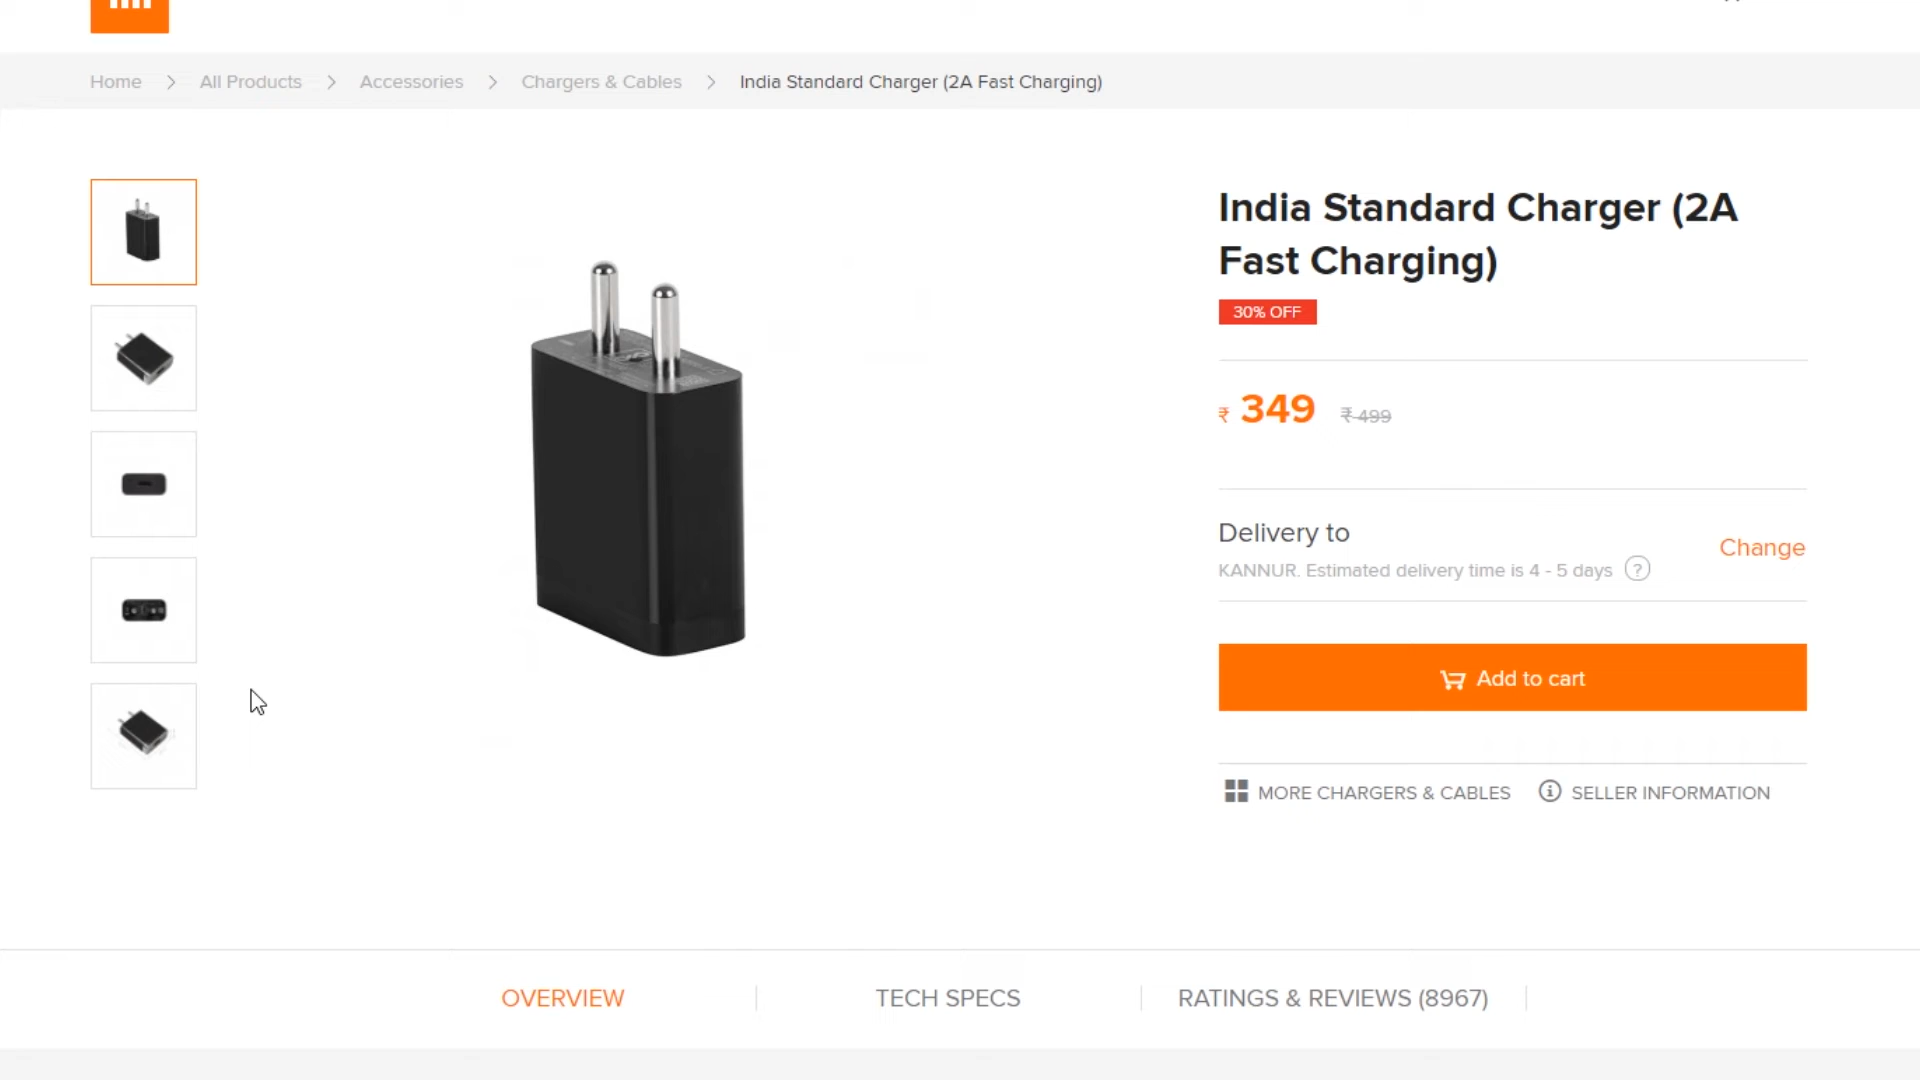 Home > All Products > Accessories > Chargers & Cables > India Standard Charger (2A Fast Charging)
India Standard Charger (2A
Fast Charging)
30% OFF
₹ 349 ₹ 499
Delivery to
Change
KANNUR. Estimated delivery time is 4 - 5 days ?
Add to cart
MORE CHARGERS & CABLES SELLER INFORMATION
OVERVIEW TECH SPECS RATINGS & REVIEWS (8967)